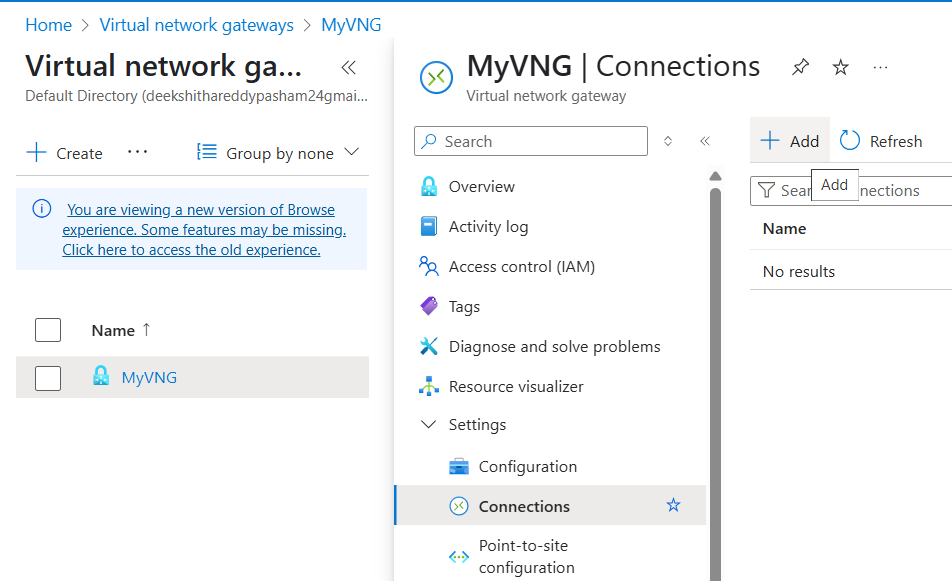 Home > Virtual network gateways > MyVNG
Virtual network ga...
Default Directory (deekshithareddypasham24gmai...
Create ...
Group by none
You are viewing a new version of Browse
experience. Some features may be missing.
Click here to access the old experience.
Name ↑
MyVNG
MyVNG | Connections
Virtual network gateway
Search
Overview
Activity log
Access control (IAM)
Tags
Diagnose and solve problems
Resource visualizer
Settings
Configuration
Connections
Point-to-site
configuration
Add
Refresh
Add
Name
No results